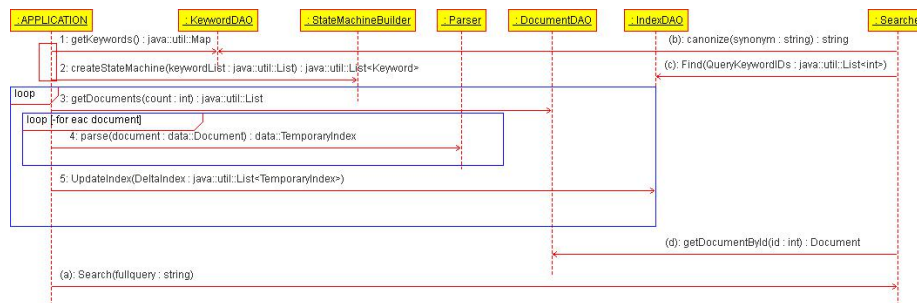 : APPLICATION
: KeywordDAO
: StateMachineBuilder
: Parser
: DocumentDAO
: IndexDAO
: Searche
1: getKeywords() : java::util::Map
(b): canonize(synonym : string) : string
2: createStateMachine(keywordList : java::util::List) : java::util::List<Keyword>
(c): Find(QueryKeywordIDs : java::util::List<int>)
loop
3: getDocuments(count : int) : java::util::List
loop [-for eac document]
4: parse(document : data::Document) : data::TemporaryIndex
5: UpdateIndex(DeltaIndex : java::util::List<TemporaryIndex>)
(d): getDocumentById(id : int) : Document
(a): Search(fullquery : string)